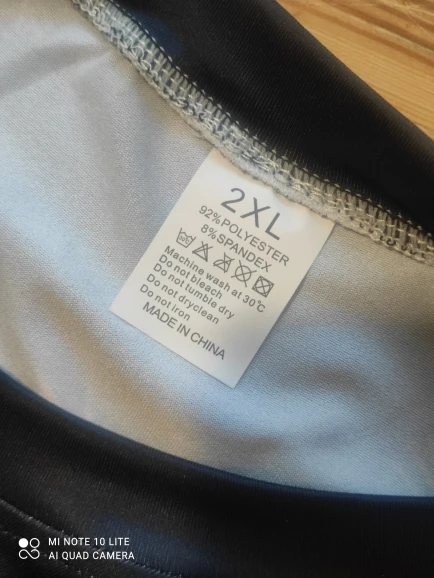 2XL
92%POLYESTER
8%SPANDEX
Machine wash at 30℃
Do not bleach
Do not tumble dry
Do not dryclean
Do not iron
MADE IN CHINA
MI NOTE 10 LITE
AI QUAD CAMERA